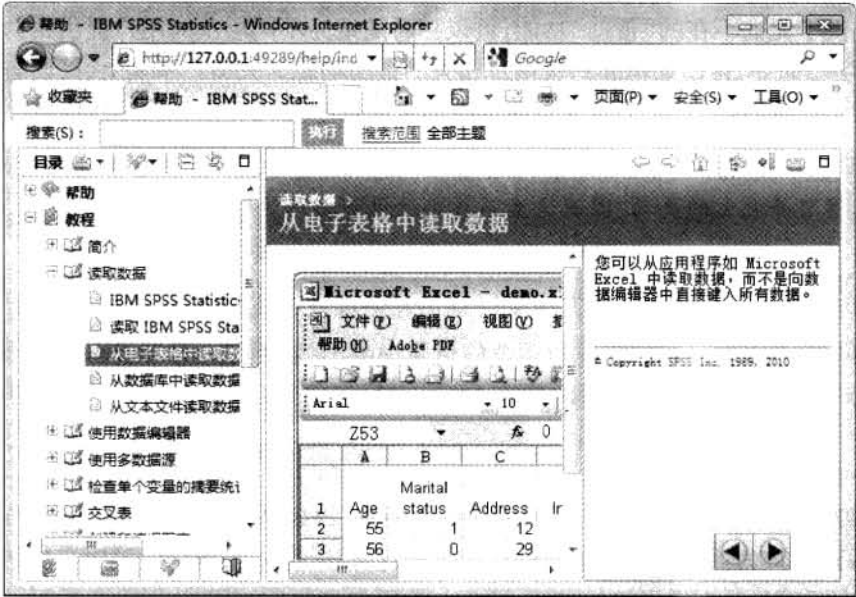 帮助 - IBM SPSS Statistics - Windows Internet Explorer
http://127.0.0.1:49289/help/ind
Google
收藏夹
帮助 - IBM SPSS Stat...
页面(P) 安全(S) 工具(O) »
搜索(S):
执行
搜索范围 全部主题
目录
帮助
教程
简介
读取数据
IBM SPSS Statistic
读取 IBM SPSS Sta
从电子表格中读取数
从数据库中读取数据
从文本文件读取数据
使用数据编辑器
使用多数据源
检查单个变量的摘要统计
交叉表
读取数据 >
从电子表格中读取数据
Microsoft Excel - demo.x
文件(F) 编辑(E) 视图(V)
帮助(H) Adobe PDF
Arial 10
Z53 fx 0
A B C
Marital
1 Age status Address Ir
2 55 1 12
3 56 0 29
您可以从应用程序如 Microsoft
Excel 中读取数据，而不是向数
据编辑器中直接键入所有数据。
© Copyright SPSS Inc. 1989, 2010